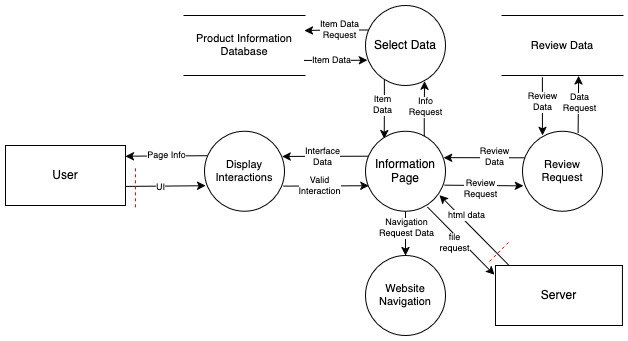 Product Information
Database
Item Data
Request
Item Data
Select Data
Review Data
Item
Data
Info
Request
Review
Data
Data
Request
User
Page Info
UI
Display
Interactions
Interface
Data
Valid
Interaction
Information
Page
Review
Data
Review
Request
Review
Request
html data
file
request
Navigation
Request Data
Website
Navigation
Server